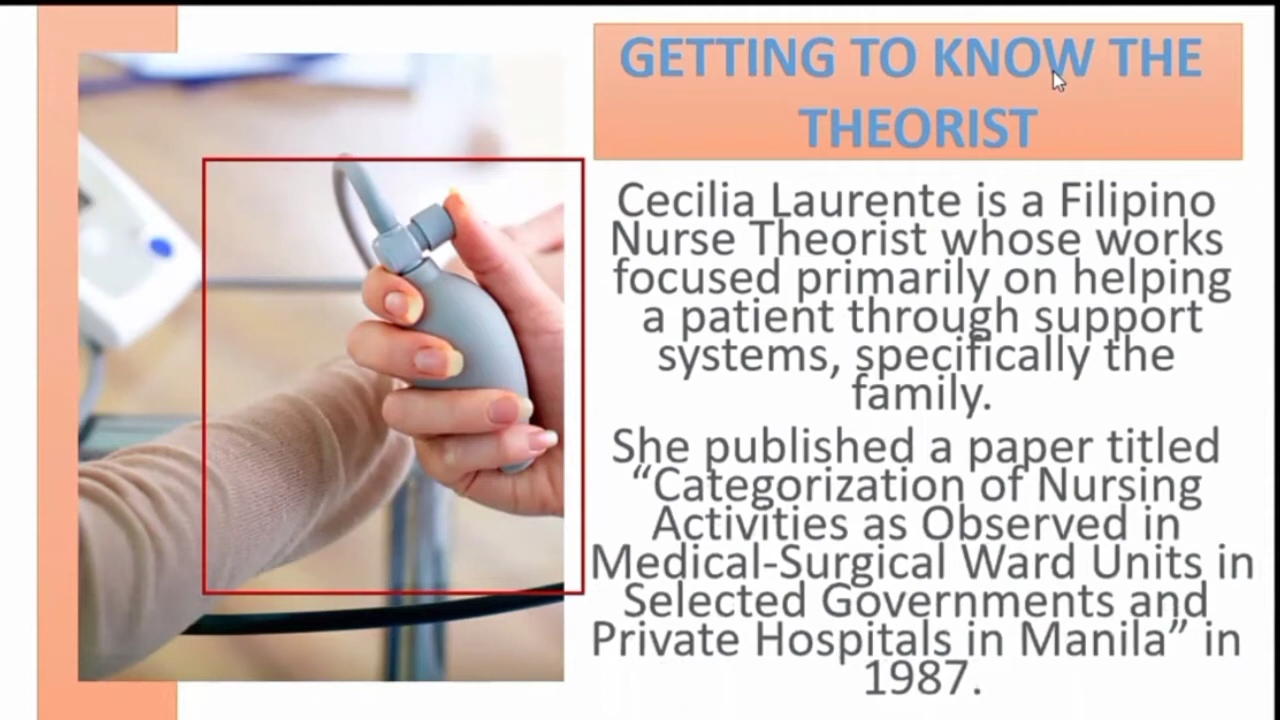 GETTING TO KNOW THE
THEORIST
Cecilia Laurente is a Filipino
Nurse Theorist whose works
focused primarily on helping
a patient through support
systems, specifically the
family.
She published a paper titled
“Categorization of Nursing
Activities as Observed in
Medical-Surgical Ward Units in
Selected Governments and
Private Hospitals in Manila” in
1987.